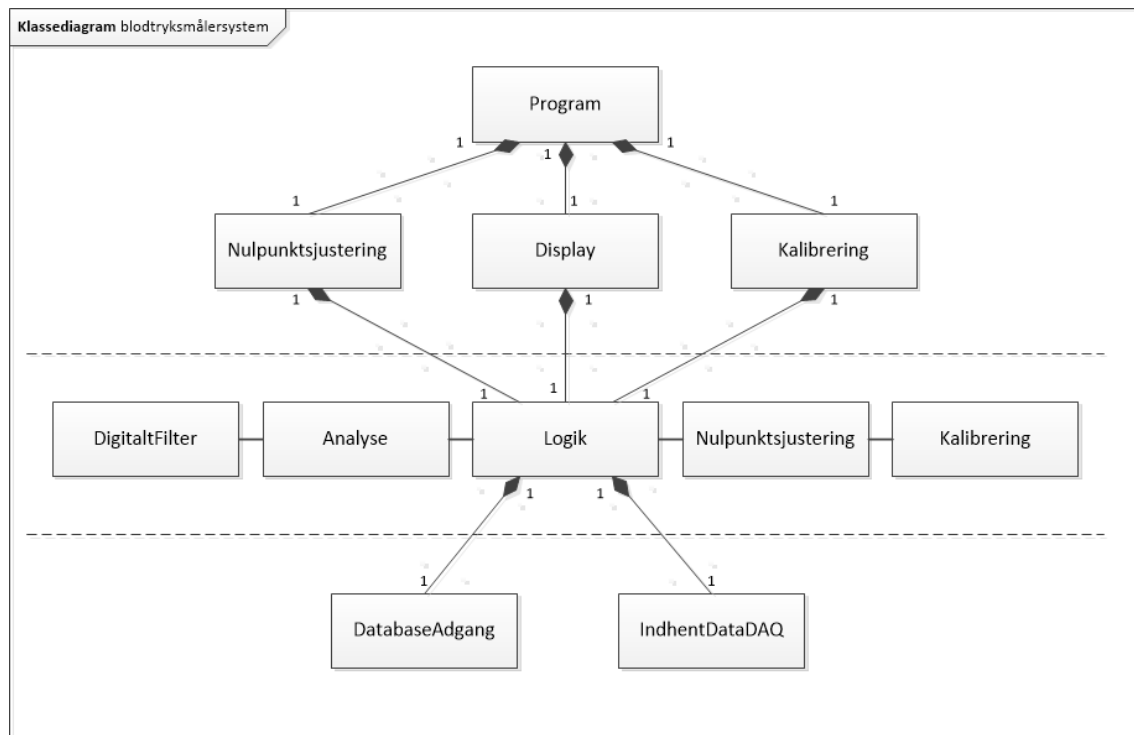 Klassediagram blodtryksmålersystem
Program
1 1 1
1 1 1
Nulpunktsjustering Display Kalibrering
1 1 1
1 1 1
DigitaltFilter Analyse Logik Nulpunktsjustering Kalibrering
1 1
1 1
DatabaseAdgang IndhentDataDAQ